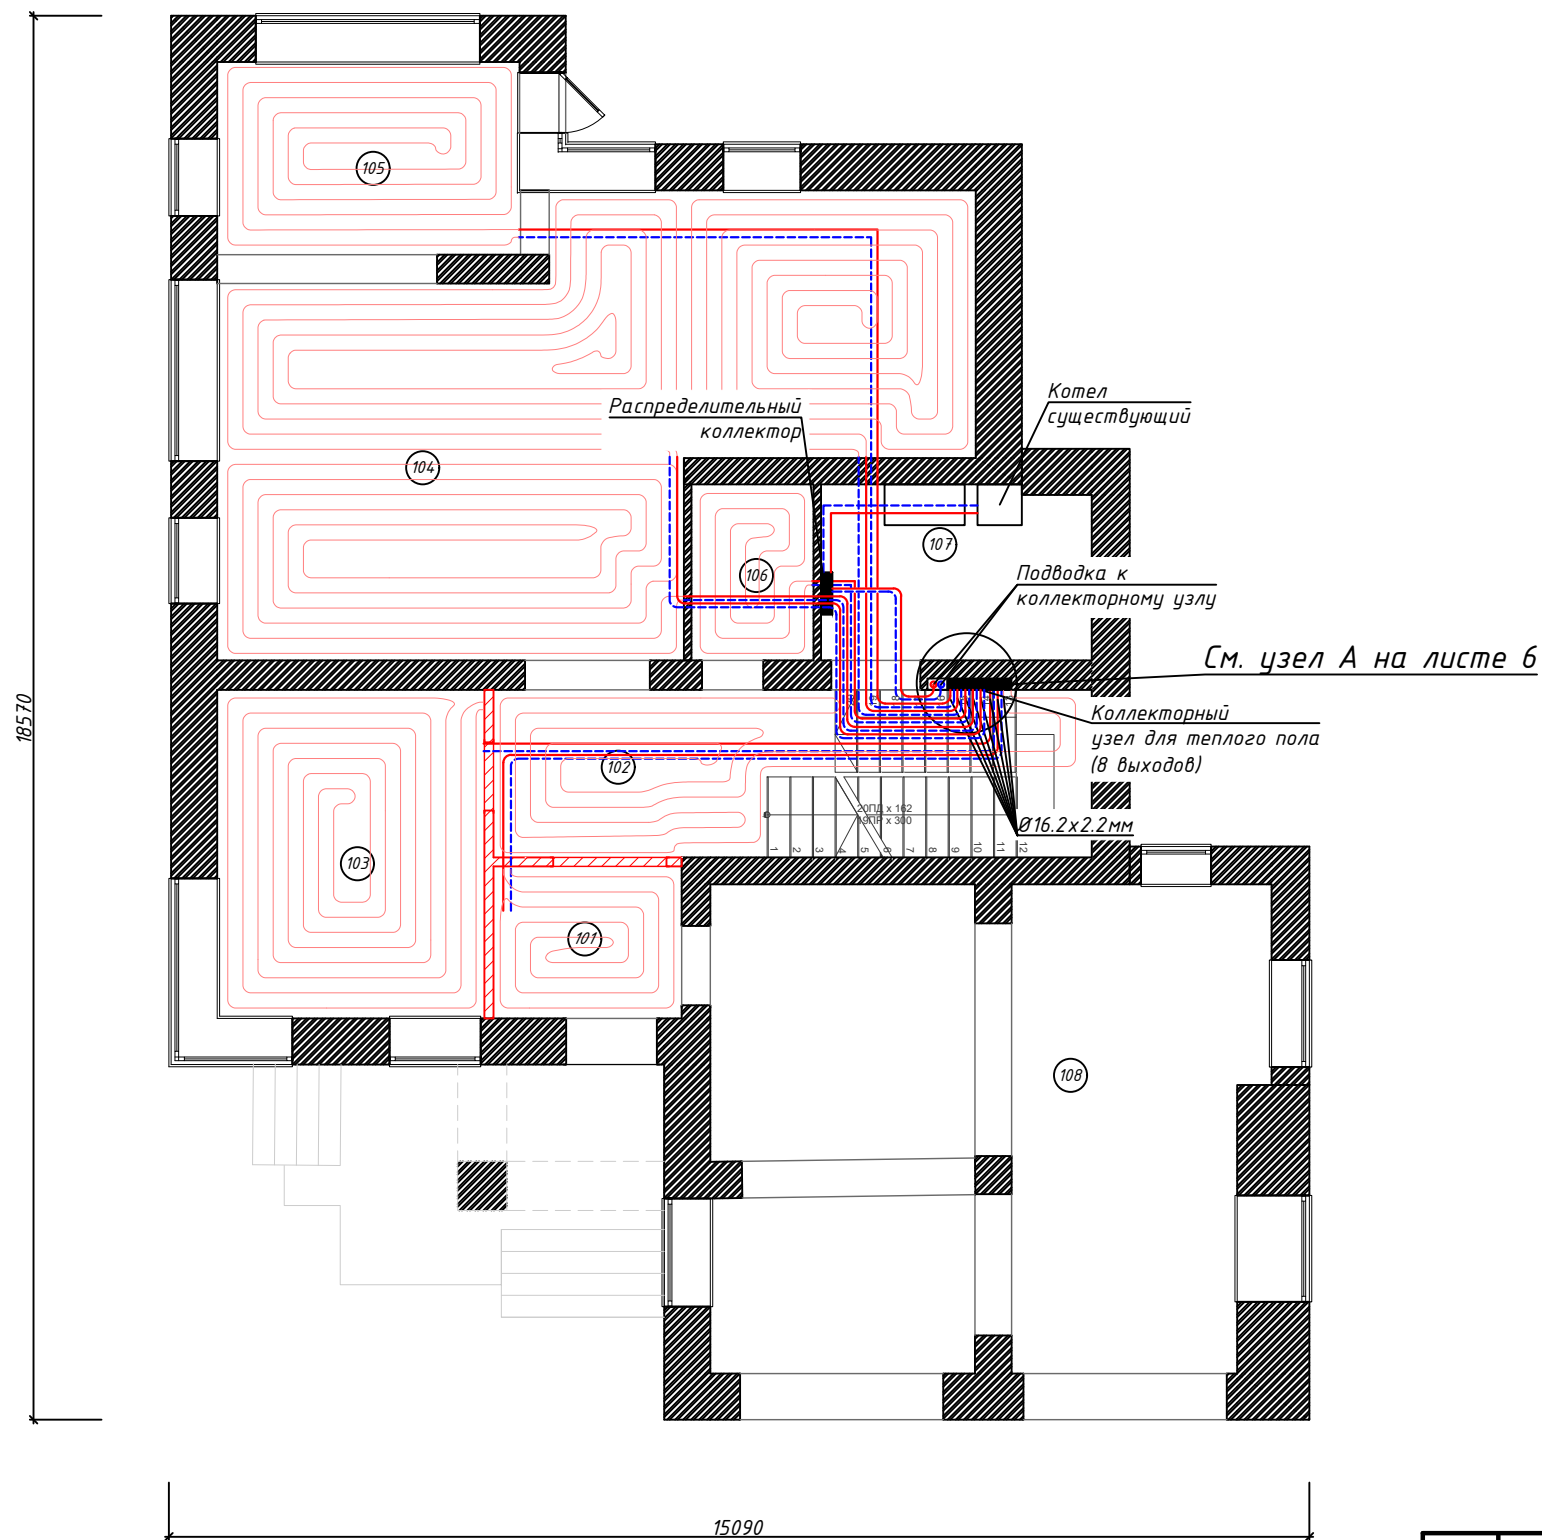 105
Котел
существующий
Распределительный
коллектор
104
107
106
Подводка к
коллекторному узлу
См. узел А на листе 6
18570
Коллекторный
узел для теплого пола
(8 выходов)
102
20ПД х 162
19ПР х 300
Ø16.2х2.2мм
1 2 3 4 5 6 7 8 9 10 11 12
103
101
108
15090